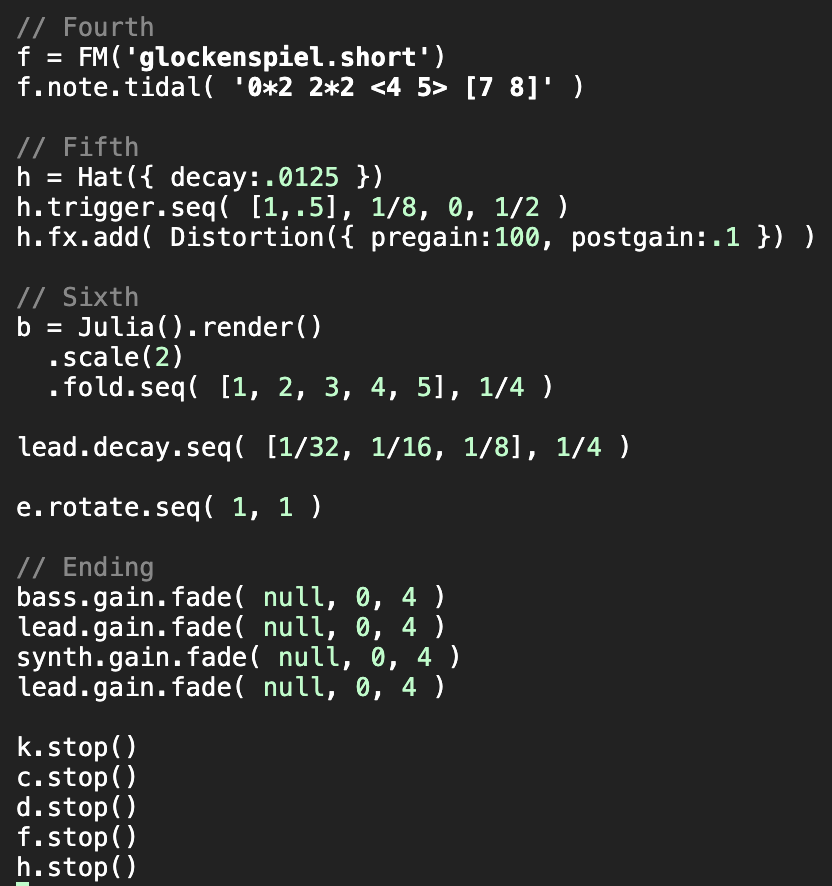 // Fourth
f = FM('glockenspiel.short')
f.note.tidal( '0*2 2*2 <4 5> [7 8]' )
// Fifth
h = Hat({ decay:.0125 })
h.trigger.seq( [1,.5], 1/8, 0, 1/2 )
h.fx.add( Distortion({ pregain:100, postgain:.1 }) )
// Sixth
b = Julia().render()
  .scale(2)
  .fold.seq( [1, 2, 3, 4, 5], 1/4 )
lead.decay.seq( [1/32, 1/16, 1/8], 1/4 )
e.rotate.seq( 1, 1 )
// Ending
bass.gain.fade( null, 0, 4 )
lead.gain.fade( null, 0, 4 )
synth.gain.fade( null, 0, 4 )
lead.gain.fade( null, 0, 4 )
k.stop()
c.stop()
d.stop()
f.stop()
h.stop()